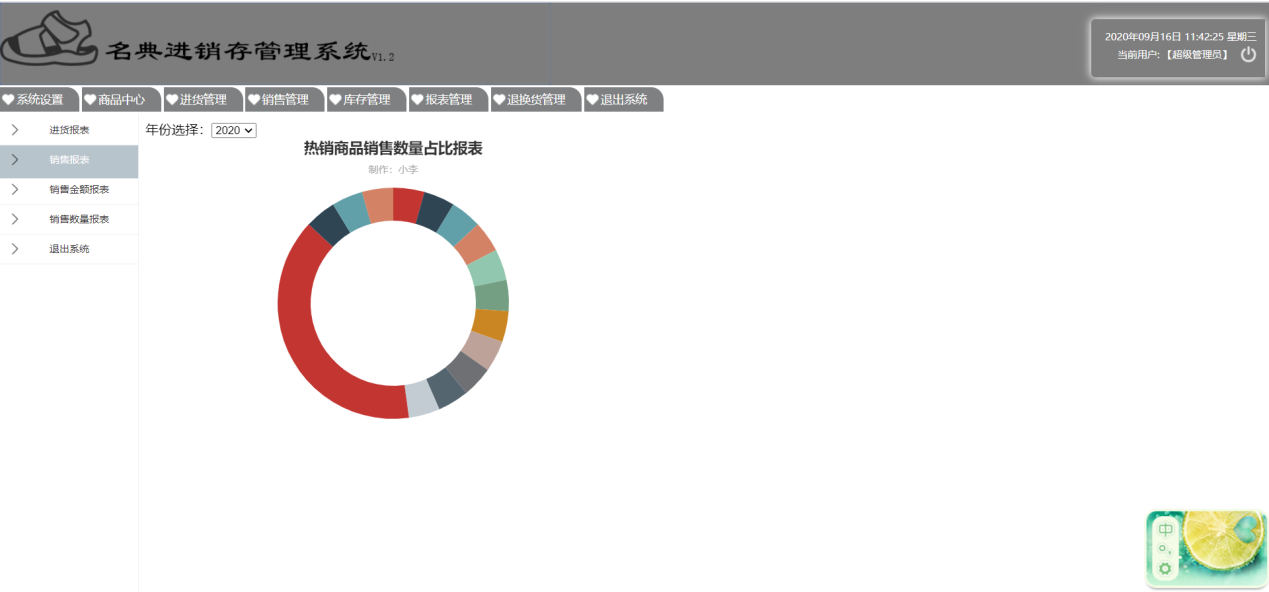 名典进销存管理系统V1.2
2020年09月16日 11:42:25 星期三
当前用户:【超级管理员】
系统设置 商品中心 进货管理 销售管理 库存管理 报表管理 退换货管理 退出系统
进货报表
销售报表
销售金额报表
销售数量报表
退出系统
年份选择： 2020
热销商品销售数量占比报表
制作：小李
中